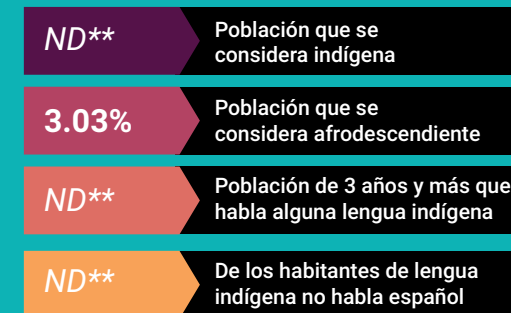 ND**
Población que se
considera indígena
3.03%
Población que se
considera afrodescendiente
ND**
Población de 3 años y más que
habla alguna lengua indígena
ND**
De los habitantes de lengua
indígena no habla español